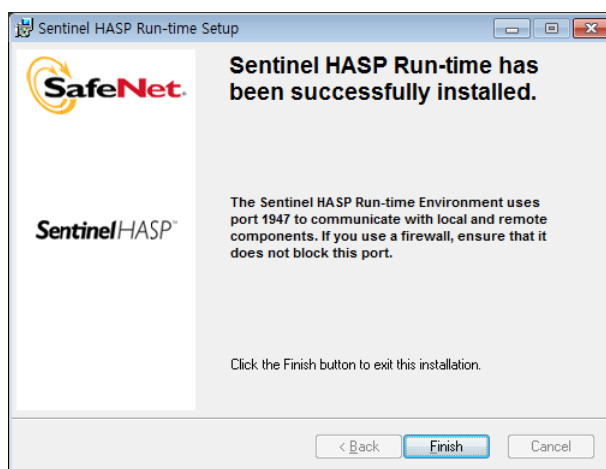 Sentinel HASP Run-time Setup
SafeNet.
Sentinel HASP Run-time has
been successfully installed.
SentinelHASP™
The Sentinel HASP Run-time Environment uses
port 1947 to communicate with local and remote
components. If you use a firewall, ensure that it
does not block this port.
Click the Finish button to exit this installation.
< Back
Finish
Cancel